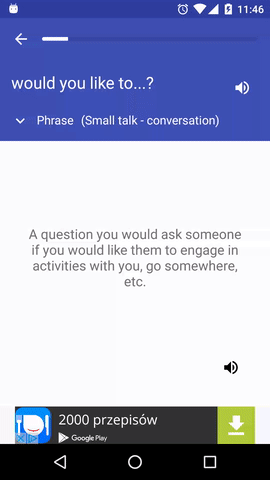 11:46
would you like to...?
Phrase (Small talk - conversation)
A question you would ask someone
if you would like them to engage in
activities with you, go somewhere,
etc.
2000 przepisów
Google Play